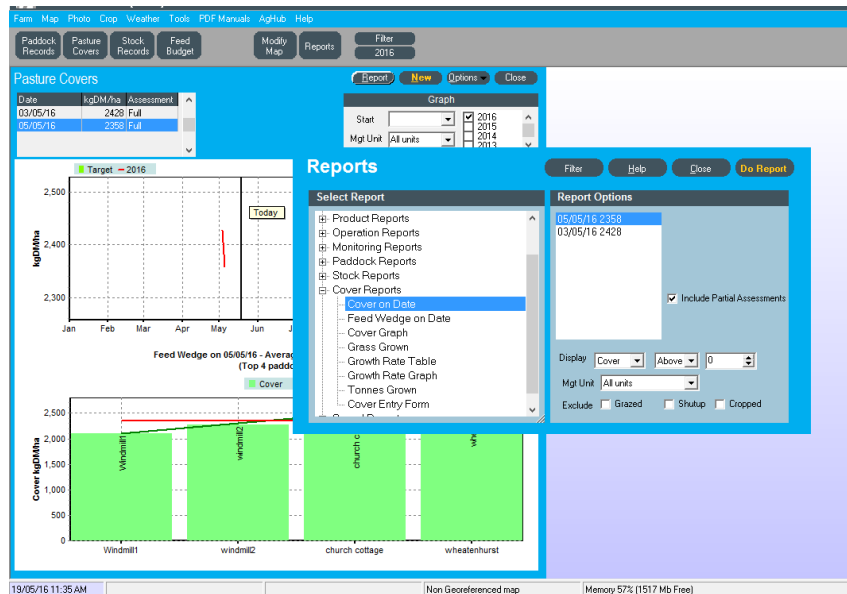 Farm Map Photo Crop Weather Tools PDF Manuals AgHub Help
Paddock Records
Pasture Covers
Stock Records
Feed Budget
Modify Map
Reports
Filter
2016
Pasture Covers
Report New Options Close
Date kgDM/ha Assessment
03/05/16 2428 Full
05/05/16 2358 Full
Graph
Start
Mgt Unit All units
2016
2015
2014
2013
Target 2016
2,500
2,400
2,300
kgDM/ha
Today
Jan Feb Mar Apr May Jun
Feed Wedge on 05/05/16 - Averag
(Top 4 paddo
Cover
2,500
2,000
1,500
1,000
500
0
Cover kgDM/ha
Windmill1
windmill2
church c
whe
Windmill1 windmill2 church cottage wheatenhurst
Reports
Filter Help Close Do Report
Select Report
Product Reports
Operation Reports
Monitoring Reports
Paddock Reports
Stock Reports
Cover Reports
Cover on Date
Feed Wedge on Date
Cover Graph
Grass Grown
Growth Rate Table
Growth Rate Graph
Tonnes Grown
Cover Entry Form
Report Options
05/05/16 2358
03/05/16 2428
Include Partial Assessments
Display Cover Above 0
Mgt Unit All units
Exclude Grazed Shutup Cropped
19/05/16 11:35 AM
Non Georeferenced map
Memory 57% (1517 Mb Free)